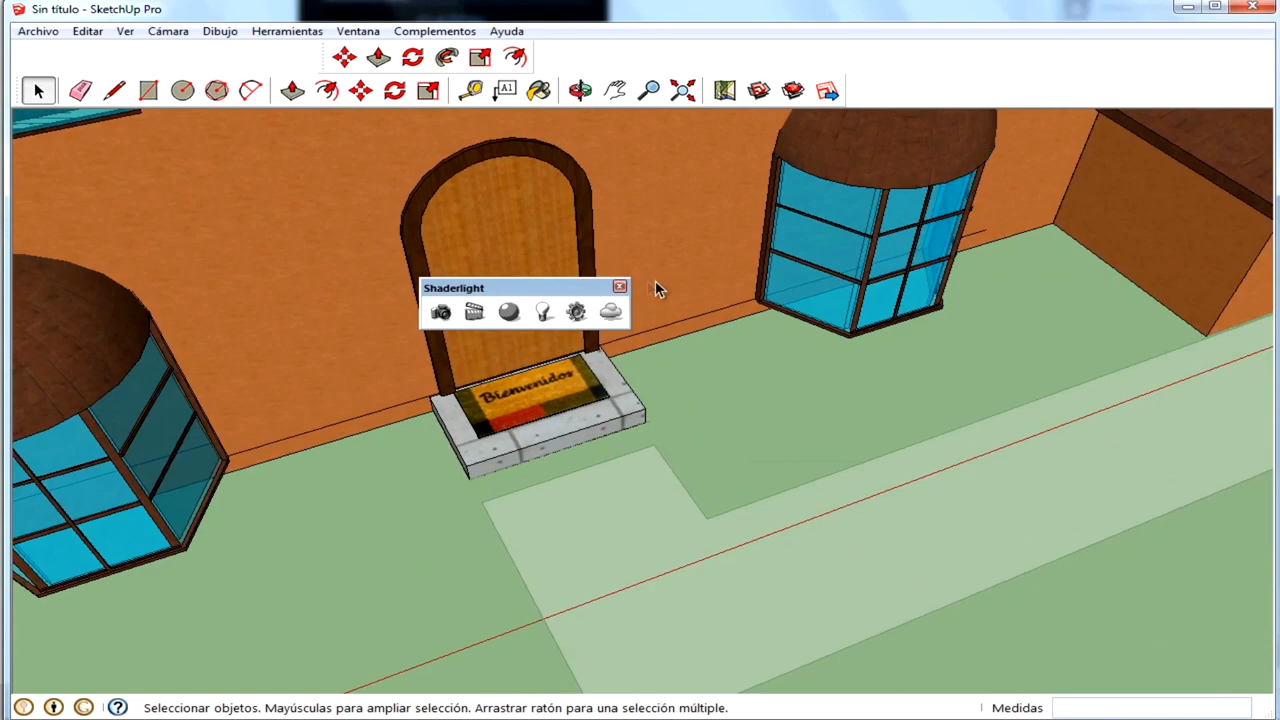 Sin título - SketchUp Pro
Archivo Editar Ver Cámara Dibujo Herramientas Ventana Complementos Ayuda
A1
Shaderlight
Bienvenidos
Seleccionar objetos. Mayúsculas para ampliar selección. Arrastrar ratón para una selección múltiple. Medidas